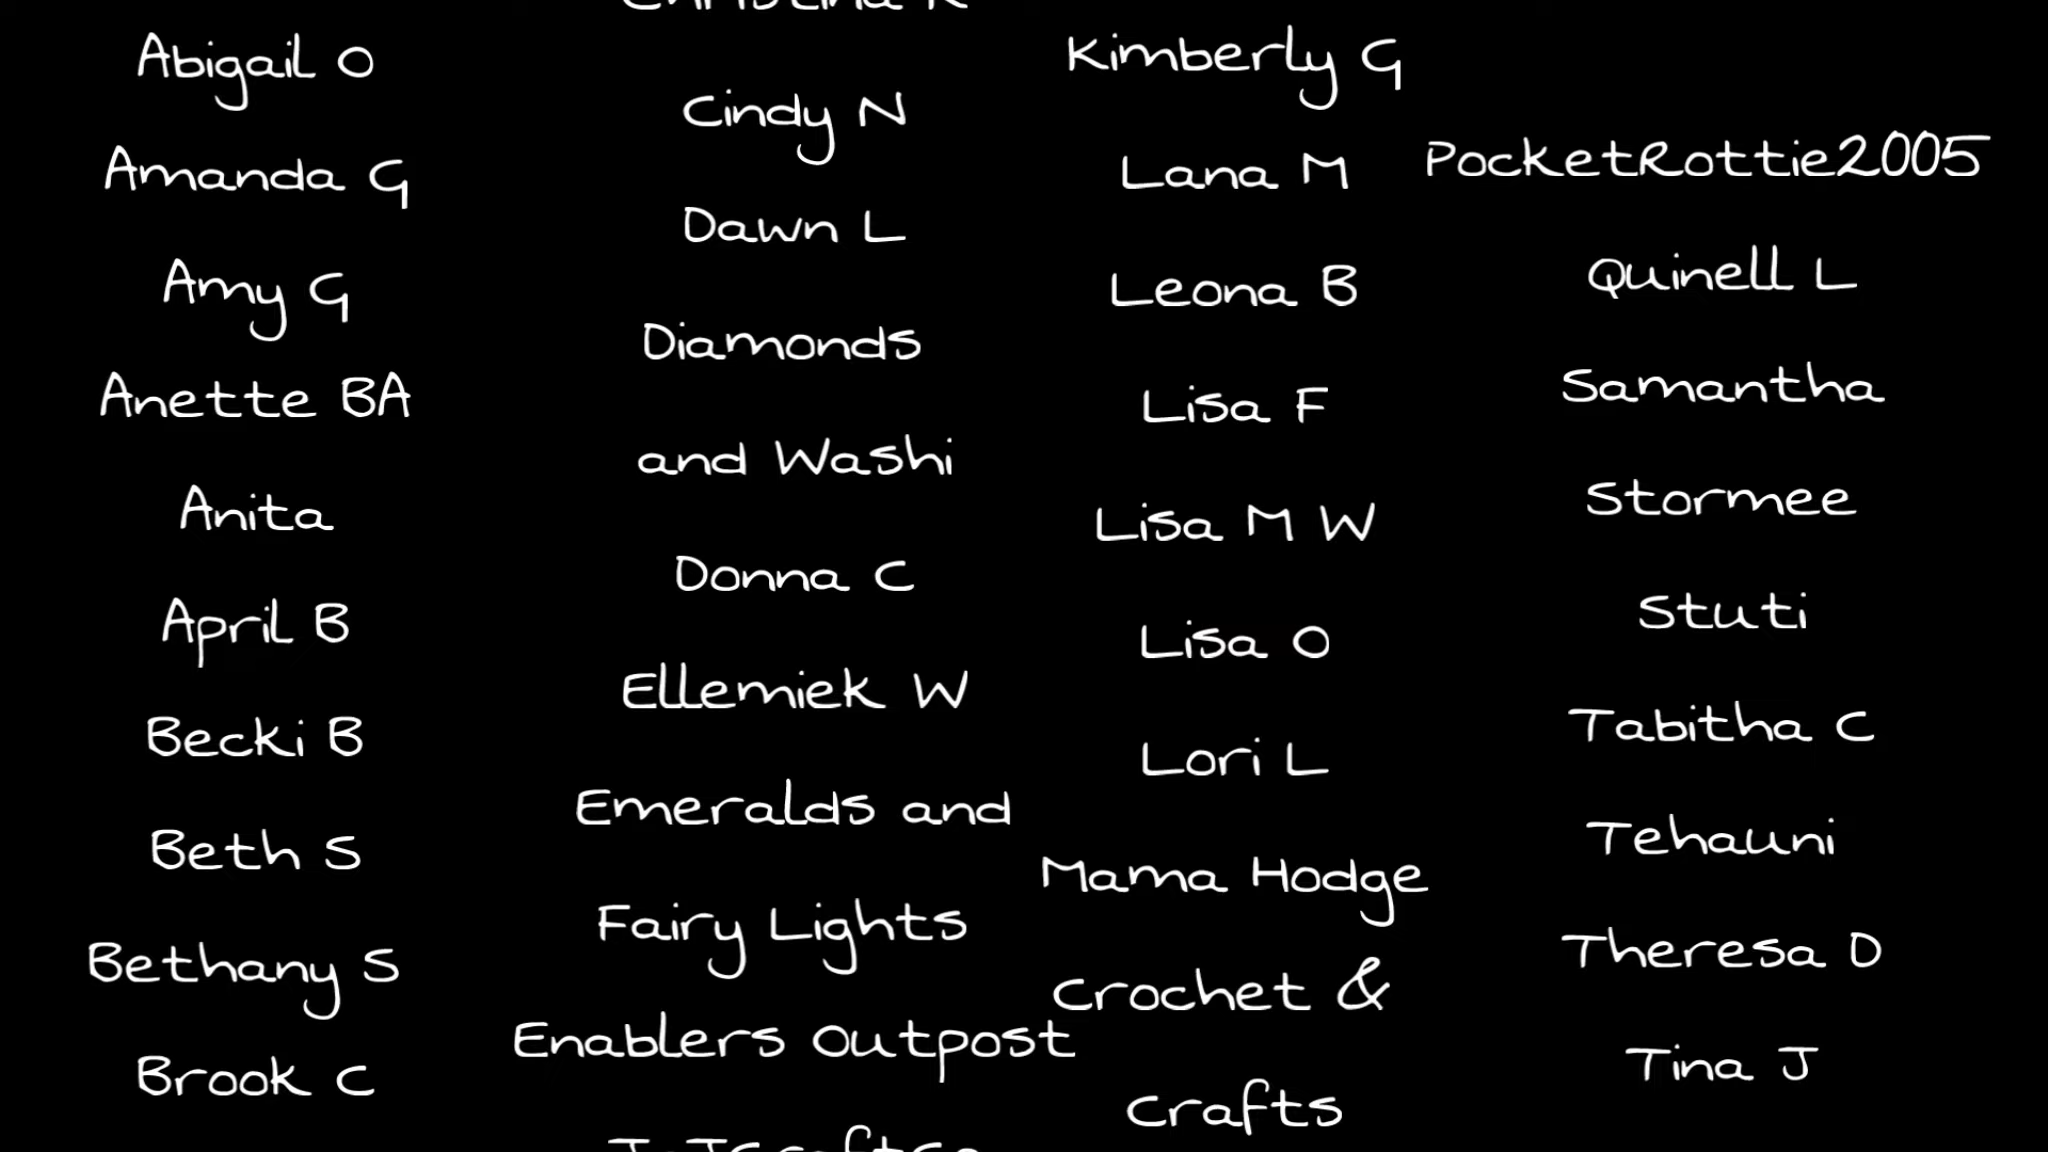 Abigail O
Amanda G
Amy G
Anette BA
Anita
April B
Becki B
Beth S
Bethany S
Brook C
Cindy N
Dawn L
Diamonds
and Washi
Donna C
Ellemiek W
Emeralds and
Fairy Lights
Enablers Outpost
Kimberly G
Lana M
Leona B
Lisa F
Lisa M W
Lisa O
Lori L
Mama Hodge
Crochet &
Crafts
PocketRottie2005
Quinell L
Samantha
Stormee
Stuti
Tabitha C
Tehauni
Theresa D
Tina J